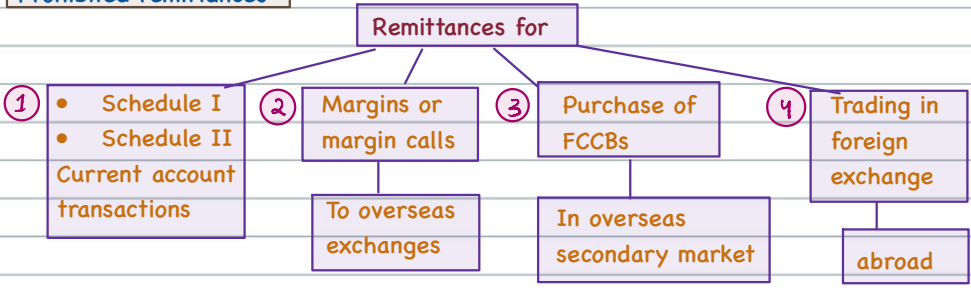 Prohibited remittances
Remittances for
1
• Schedule I
• Schedule II
Current account
transactions
2
Margins or
margin calls
To overseas
exchanges
3
Purchase of
FCCBs
In overseas
secondary market
4
Trading in
foreign
exchange
abroad